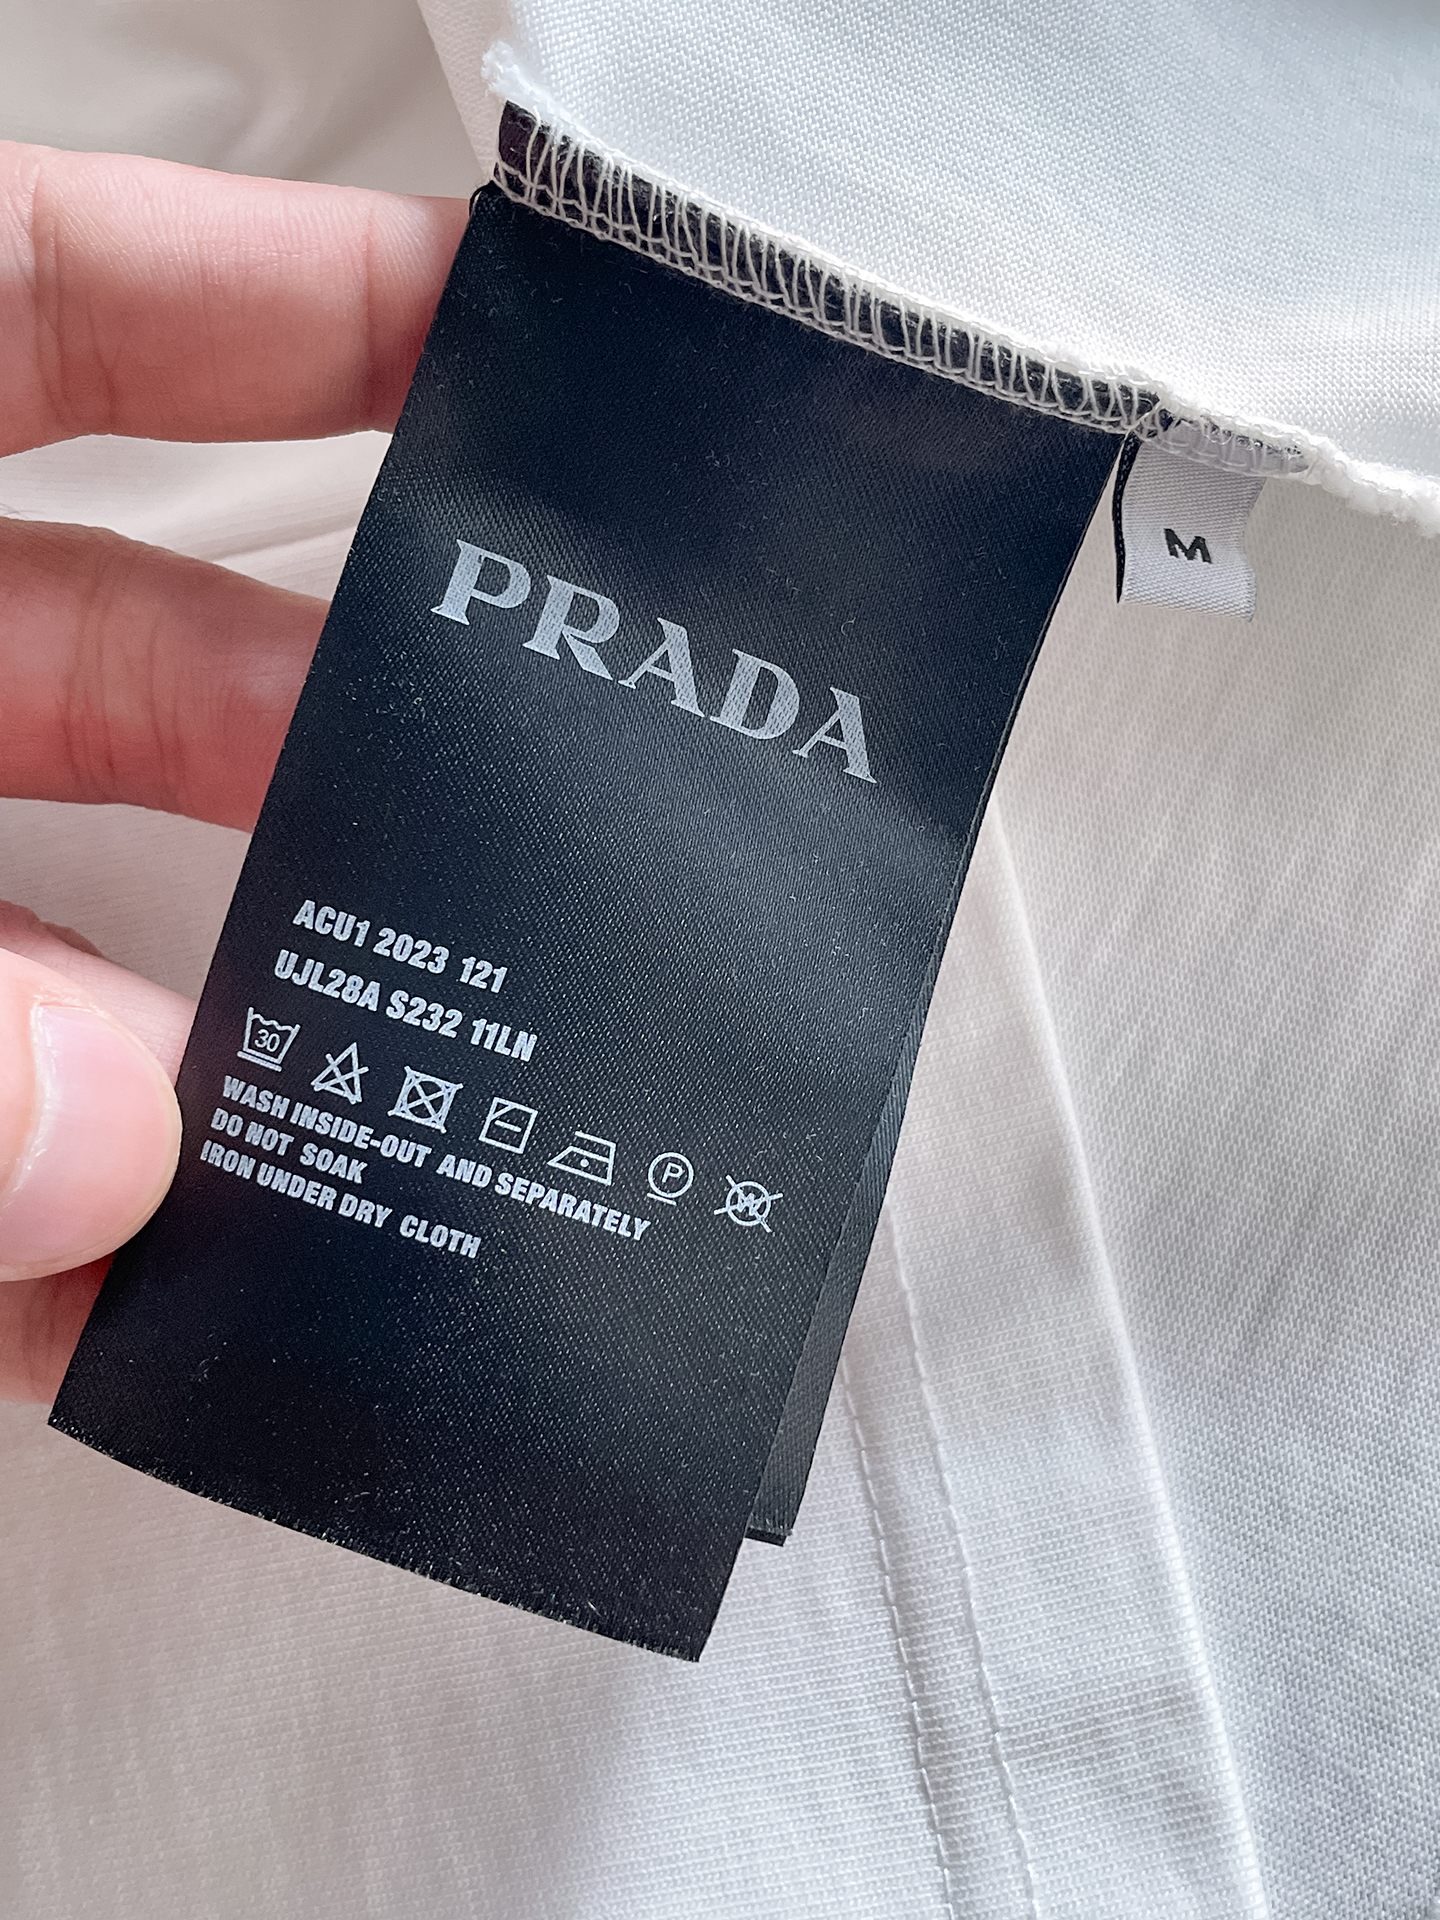 PRADA
M
ACU1 2023 121
UJL28A S232 11LN
30
P
W
WASH INSIDE-OUT AND SEPARATELY
DO NOT SOAK
IRON UNDER DRY CLOTH